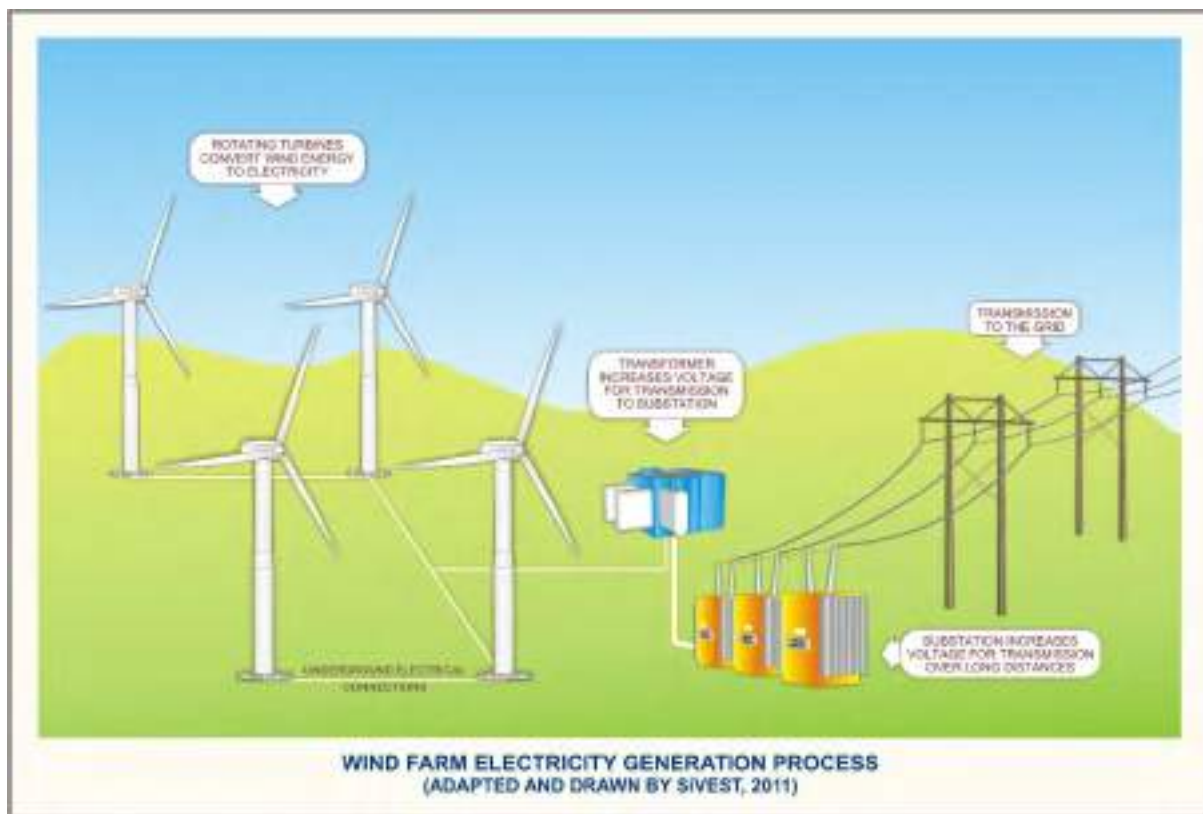 ROTATING TURBINES
CONVERT WIND ENERGY
TO ELECTRICITY
TRANSMISSION
TO THE GRID
TRANSFORMER
INCREASES VOLTAGE
FOR TRANSMISSION
TO SUBSTATION
SUBSTATION INCREASES
VOLTAGE FOR TRANSMISSION
OVER LONG DISTANCES
UNDERGROUND ELECTRICAL
CONNECTIONS
WIND FARM ELECTRICITY GENERATION PROCESS
(ADAPTED AND DRAWN BY SiVEST, 2011)